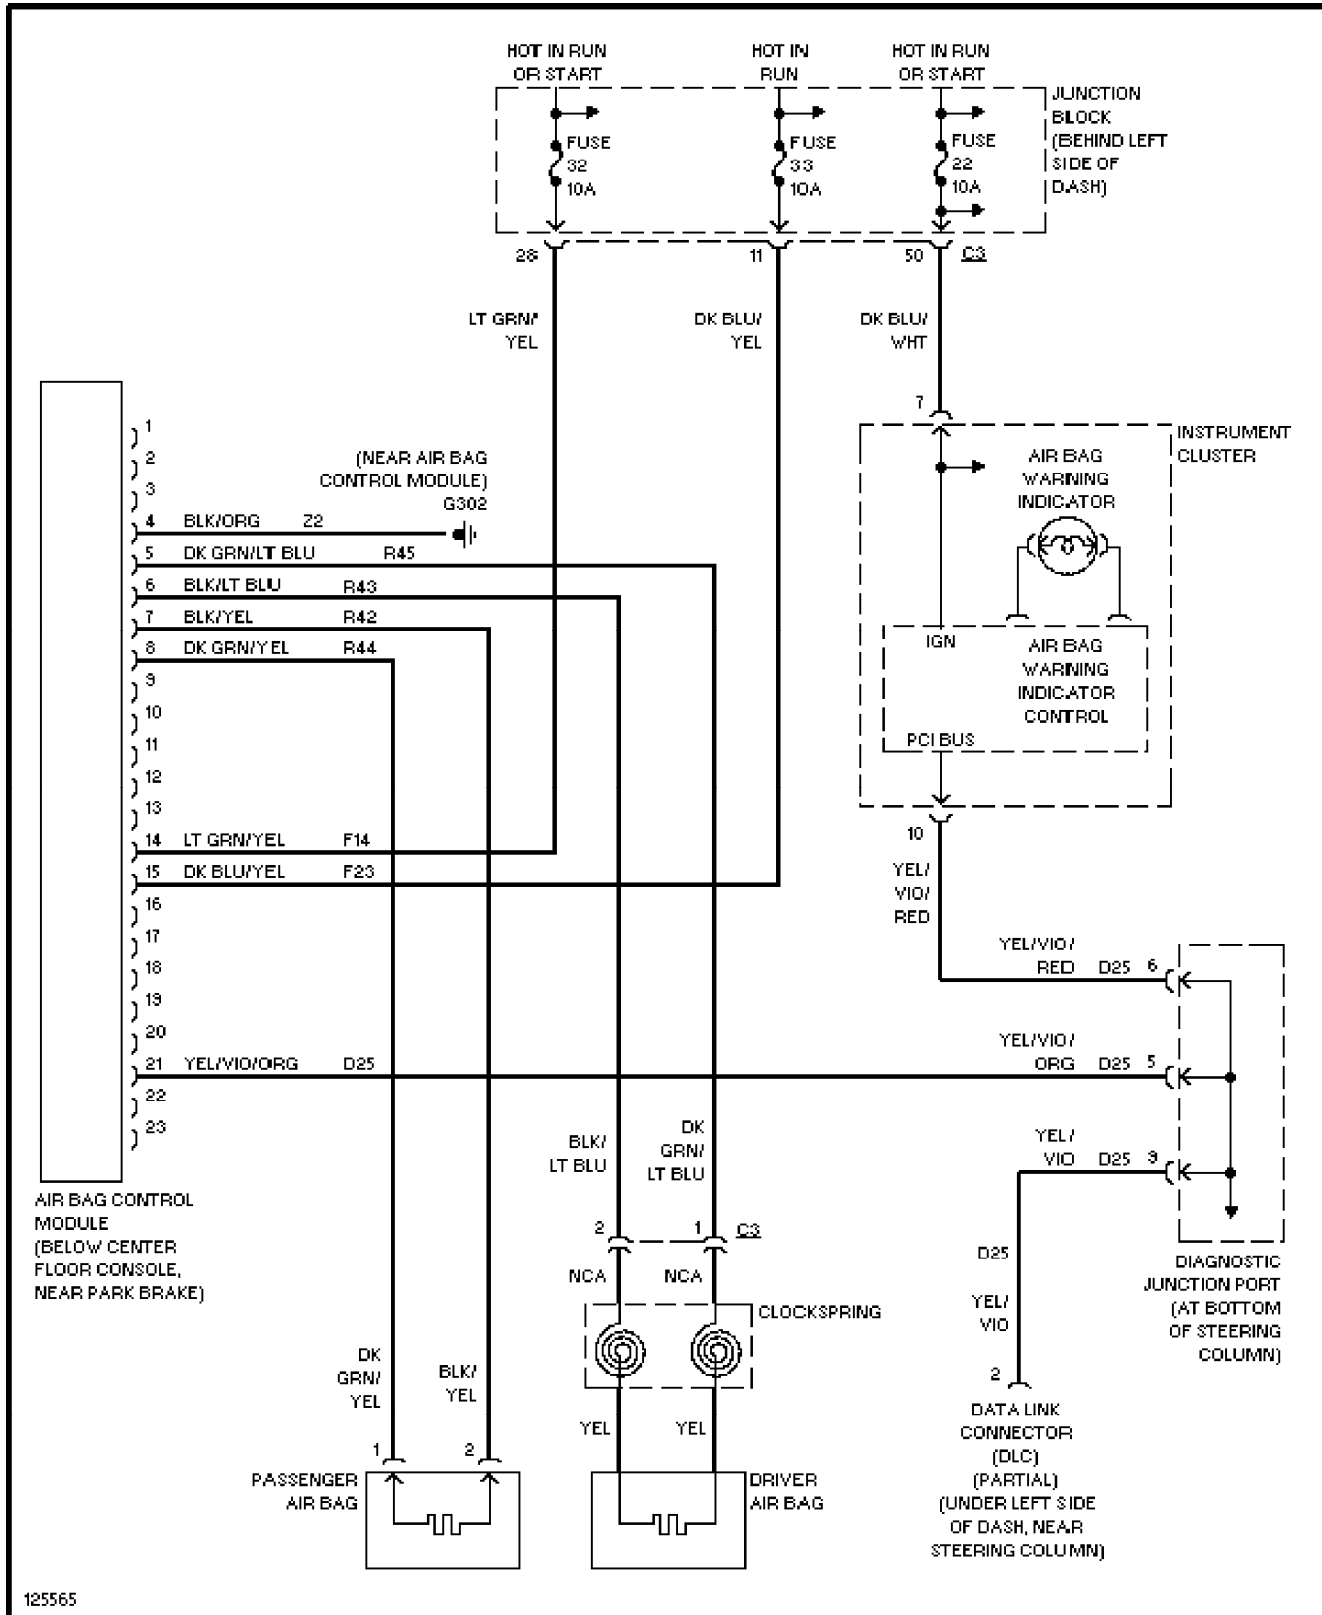 HOT IN RUN
OR START
HOT IN
RUN
HOT IN RUN
OR START
JUNCTION
BLOCK
(BEHIND LEFT
SIDE OF
DASH)
FUSE
32
10A
FUSE
33
10A
FUSE
22
10A
28
11
50
C3
LT GRN/
YEL
DK BLU/
YEL
DK BLU/
WHT
7
INSTRUMENT
CLUSTER
AIR BAG
WARNING
INDICATOR
IGN
AIR BAG
WARNING
INDICATOR
CONTROL
PCI BUS
10
YEL/
VIO/
RED
(NEAR AIR BAG
CONTROL MODULE)
G302
1
2
3
4 BLK/ORG Z2
5 DK GRN/LT BLU R45
6 BLK/LT BLU R43
7 BLK/YEL R42
8 DK GRN/YEL R44
9
10
11
12
13
14 LT GRN/YEL F14
15 DK BLU/YEL F23
16
17
18
19
20
21 YEL/VIO/ORG D25
22
23
AIR BAG CONTROL
MODULE
(BELOW CENTER
FLOOR CONSOLE,
NEAR PARK BRAKE)
YEL/VIO/
RED D25 6
YEL/VIO/
ORG D25 5
YEL/
VIO D25 9
DIAGNOSTIC
JUNCTION PORT
(AT BOTTOM
OF STEERING
COLUMN)
D25
YEL/
VIO
2
DATA LINK
CONNECTOR
(DLC)
(PARTIAL)
(UNDER LEFT SIDE
OF DASH, NEAR
STEERING COLUMN)
BLK/
LT BLU
DK
GRN/
LT BLU
2
1
C3
NCA
NCA
CLOCKSPRING
YEL
YEL
DRIVER
AIR BAG
DK
GRN/
YEL
BLK/
YEL
1
2
PASSENGER
AIR BAG
125565